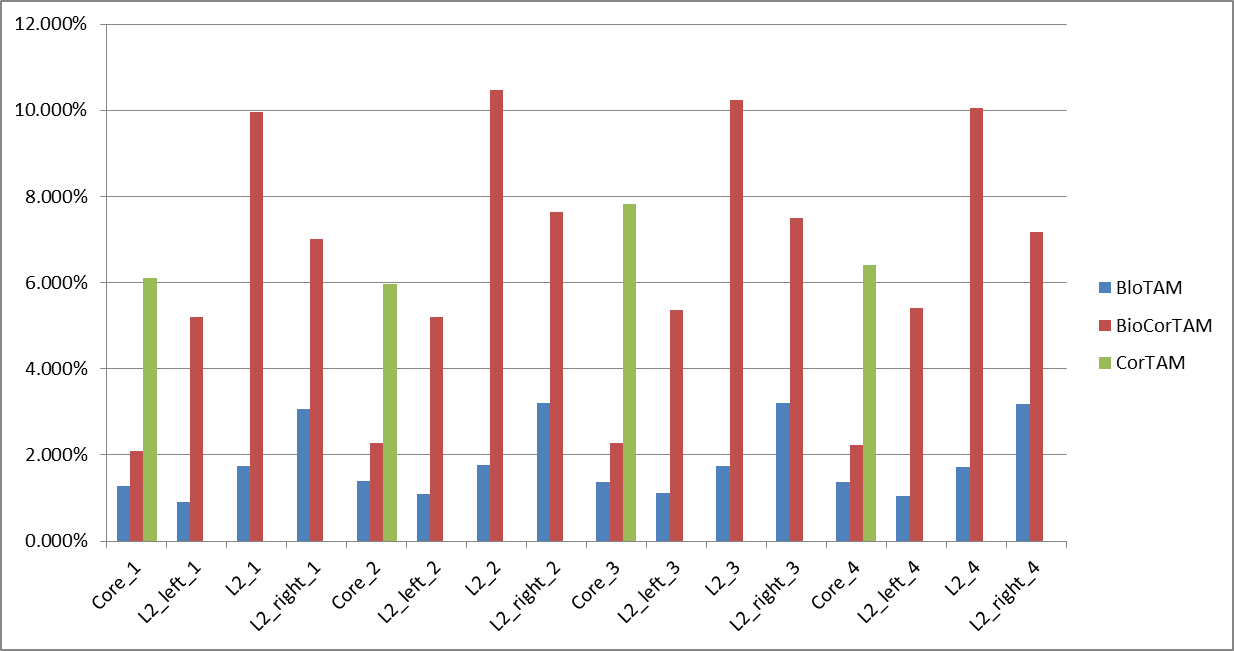 12.000%
10.000%
8.000%
6.000%
4.000%
2.000%
0.000%
Core_1
L2_left_1
L2_1
L2_right_1
Core_2
L2_left_2
L2_2
L2_right_2
Core_3
L2_left_3
L2_3
L2_right_3
Core_4
L2_left_4
L2_4
L2_right_4
BloTAM
BioCorTAM
CorTAM